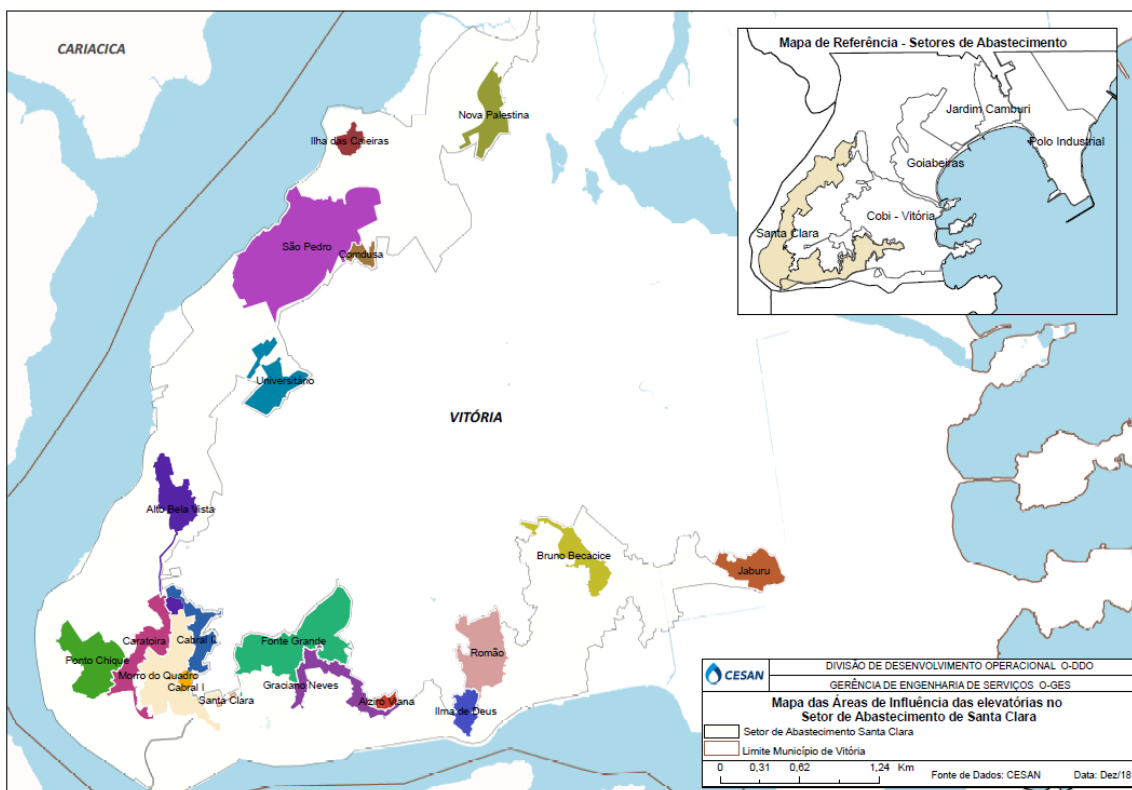 CARIACICA
Mapa de Referência - Setores de Abastecimento
Jardim Camburi
Polo Industrial
Goiabeiras
Cobi - Vitória
Santa Clara
Nova Palestina
Ilha das Caieiras
São Pedro
Comdusa
Universitário
VITÓRIA
Alto Bela Vista
Bruno Becacice
Jaburu
Caratoira
Cabral II
Fonte Grande
Romão
Ponto Chique
Morro do Quadro
Cabral I
Graciano Neves
Santa Clara
Alziro Viana
Ilma de Deus
CESAN
DIVISÃO DE DESENVOLVIMENTO OPERACIONAL O-DDO
GERÊNCIA DE ENGENHARIA DE SERVIÇOS O-GES
Mapa das Áreas de Influência das elevatórias no
Setor de Abastecimento de Santa Clara
Setor de Abastecimento Santa Clara
Limite Município de Vitória
0 0,31 0,62 1,24 Km
Fonte de Dados: CESAN Data: Dez/18